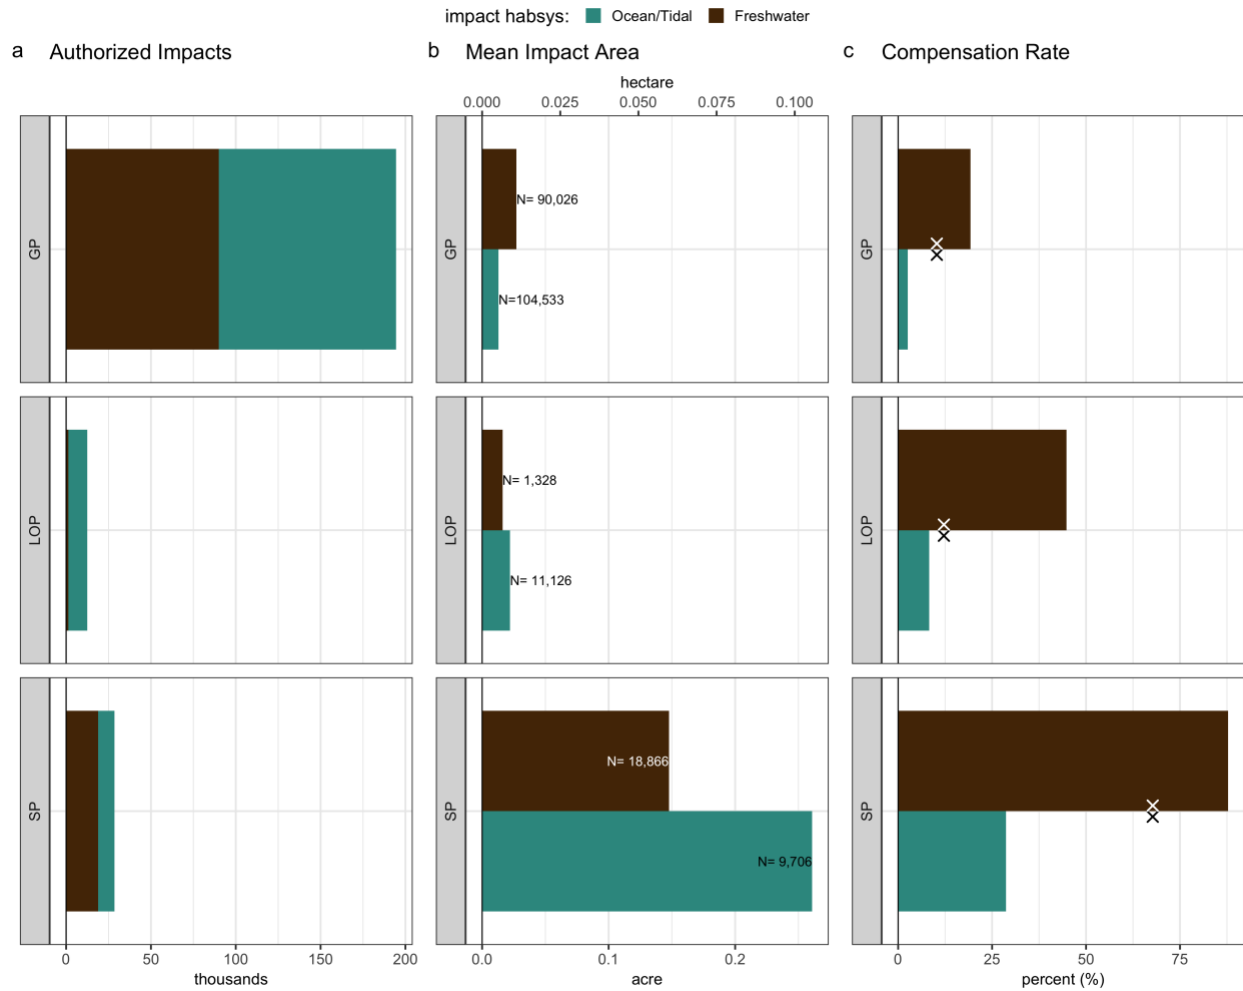 impact habsys: Ocean/Tidal Freshwater
a Authorized Impacts
b Mean Impact Area
c Compensation Rate
hectare
0.000 0.025 0.050 0.075 0.100
GP
GP
N= 90,026
N=104,533
GP
LOP
LOP
N= 1,328
N= 11,126
LOP
SP
SP
N= 18,866
N= 9,706
SP
0 50 100 150 200
thousands
0.0 0.1 0.2
acre
0 25 50 75
percent (%)